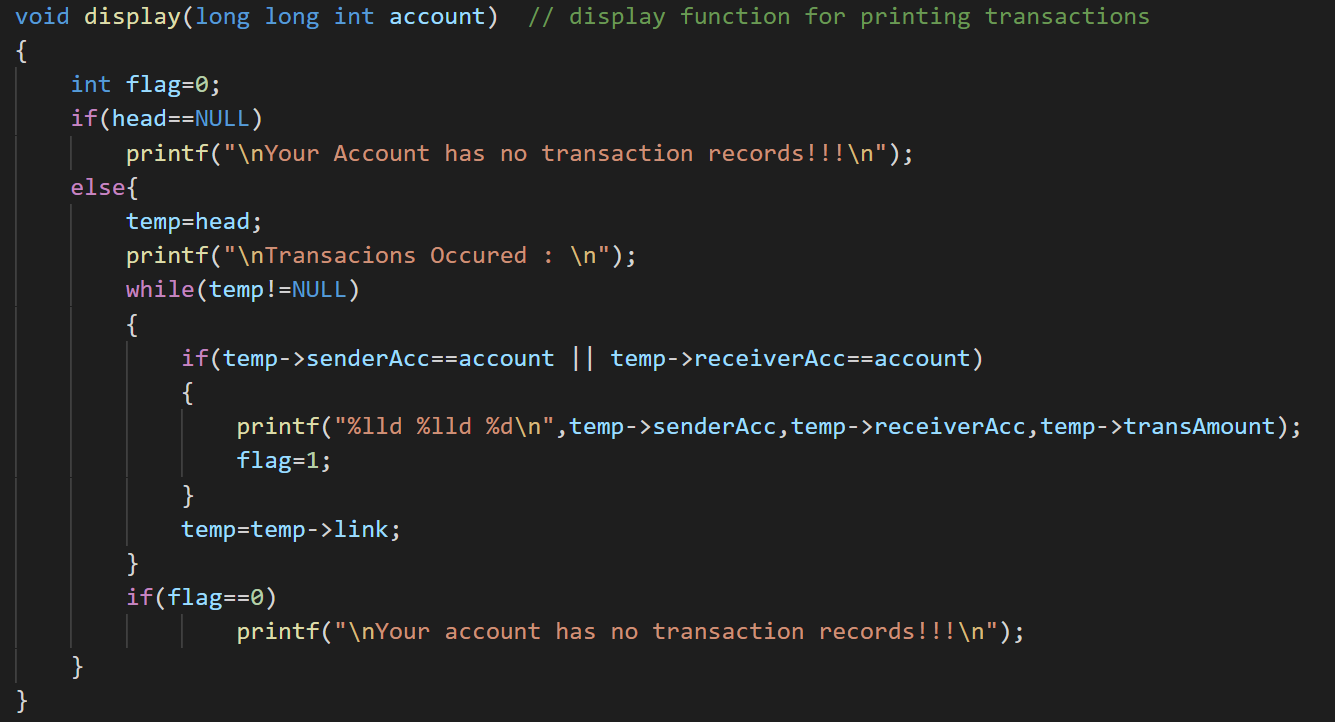 void display(long long int account)  // display function for printing transactions
{
    int flag=0;
    if(head==NULL)
        printf("\nYour Account has no transaction records!!!\n");
    else{
        temp=head;
        printf("\nTransacions Occured : \n");
        while(temp!=NULL)
        {
            if(temp->senderAcc==account || temp->receiverAcc==account)
            {
                printf("%lld %lld %d\n",temp->senderAcc,temp->receiverAcc,temp->transAmount);
                flag=1;
            }
            temp=temp->link;
        }
        if(flag==0)
                printf("\nYour account has no transaction records!!!\n");
    }
}